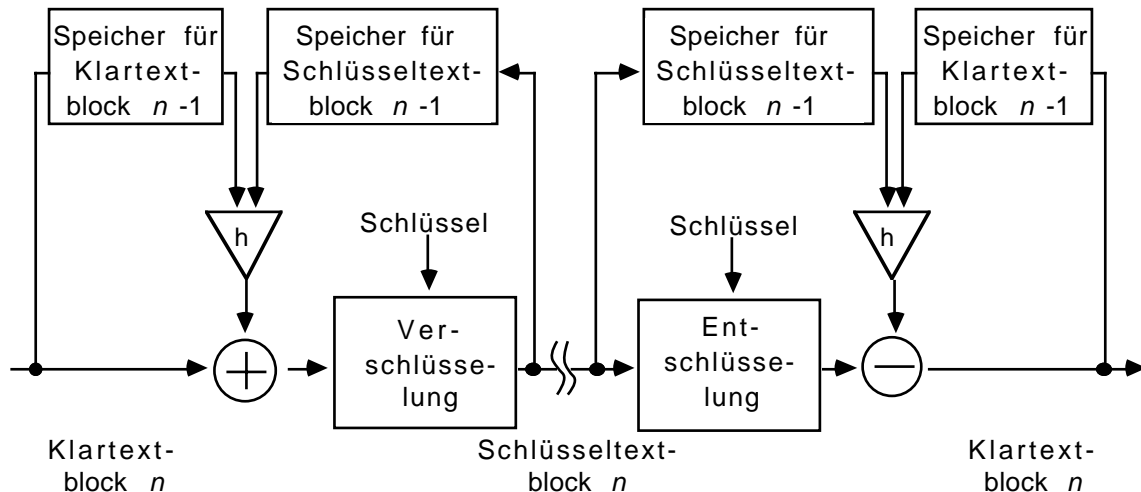 Speicher für
Klartext-
block n -1
Speicher für
Schlüsseltext-
block n -1
Speicher für
Schlüsseltext-
block n -1
Speicher für
Klartext-
block n -1
h
Schlüssel
Schlüssel
h
Ver-
schlüsse-
lung
Ent-
schlüsse-
lung
Klartext-
block n
Schlüsseltext-
block n
Klartext-
block n